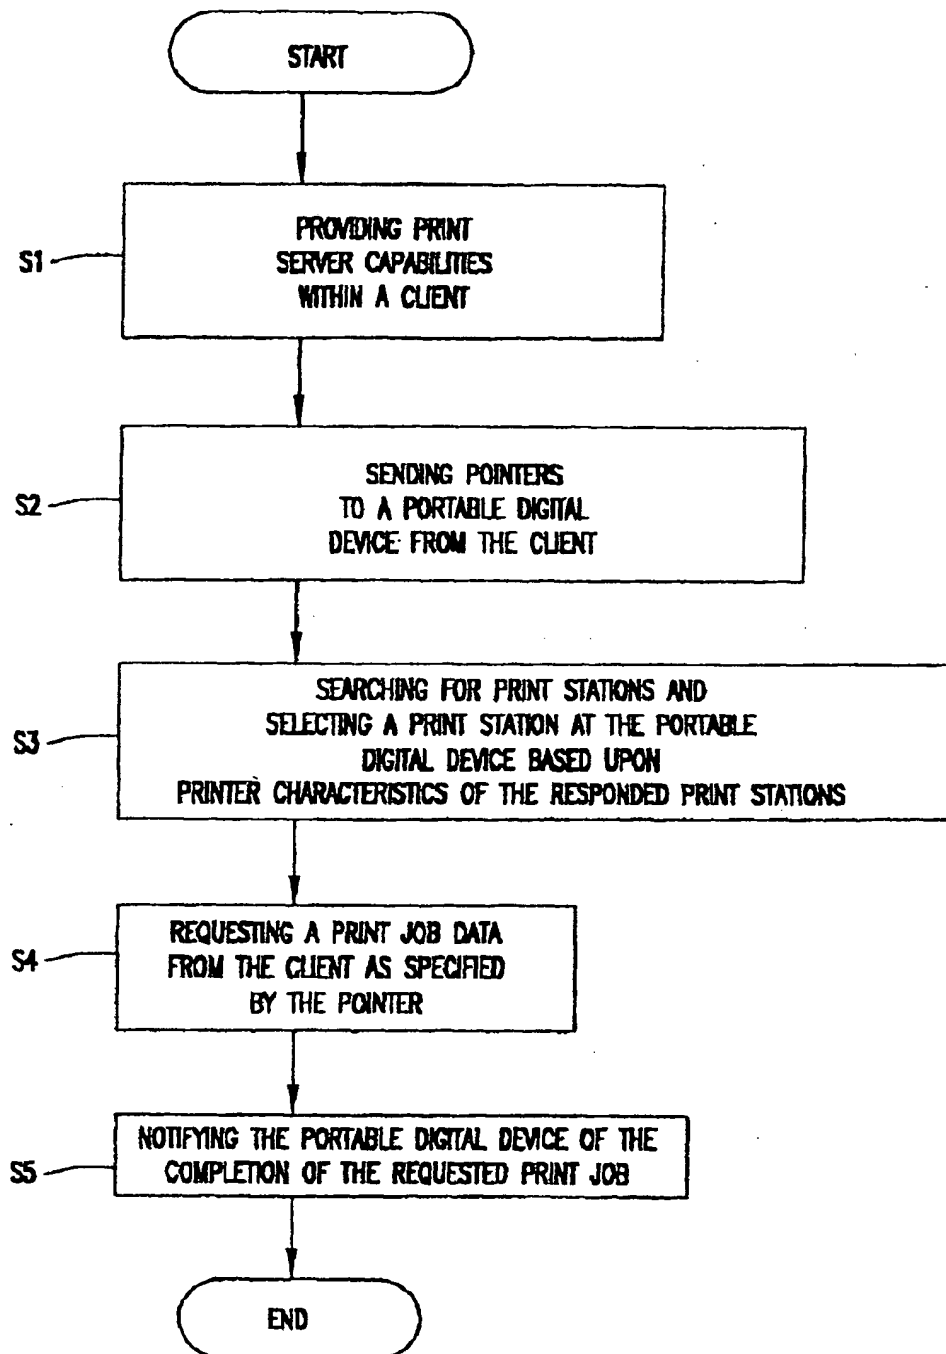 START
S1
PROVIDING PRINT
SERVER CAPABILITIES
WITHIN A CLIENT
S2
SENDING POINTERS
TO A PORTABLE DIGITAL
DEVICE FROM THE CLIENT
S3
SEARCHING FOR PRINT STATIONS AND
SELECTING A PRINT STATION AT THE PORTABLE
DIGITAL DEVICE BASED UPON
PRINTER CHARACTERISTICS OF THE RESPONDED PRINT STATIONS
S4
REQUESTING A PRINT JOB DATA
FROM THE CLIENT AS SPECIFIED
BY THE POINTER
S5
NOTIFYING THE PORTABLE DIGITAL DEVICE OF THE
COMPLETION OF THE REQUESTED PRINT JOB
END